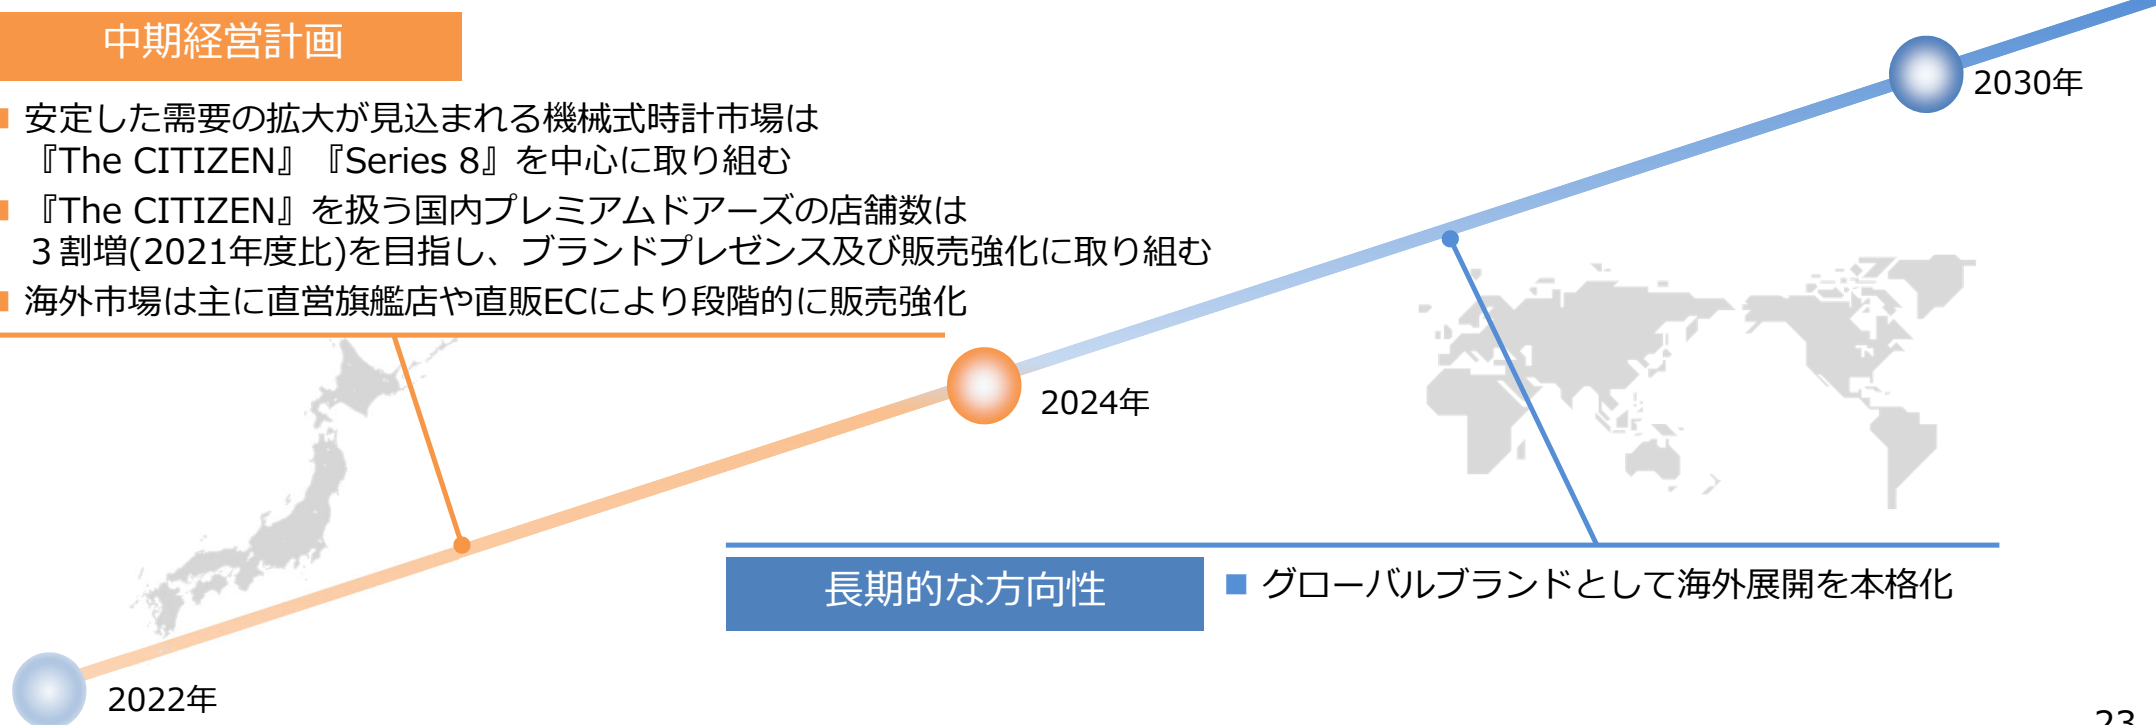 中期経営計画
安定した需要の拡大が見込まれる機械式時計市場は
『The CITIZEN』『Series 8』を中心に取り組む
『The CITIZEN』を扱う国内プレミアムドアーズの店舗数は
３割増(2021年度比)を目指し、ブランドプレゼンス及び販売強化に取り組む
海外市場は主に直営旗艦店や直販ECにより段階的に販売強化
2030年
2024年
長期的な方向性
グローバルブランドとして海外展開を本格化
2022年
23